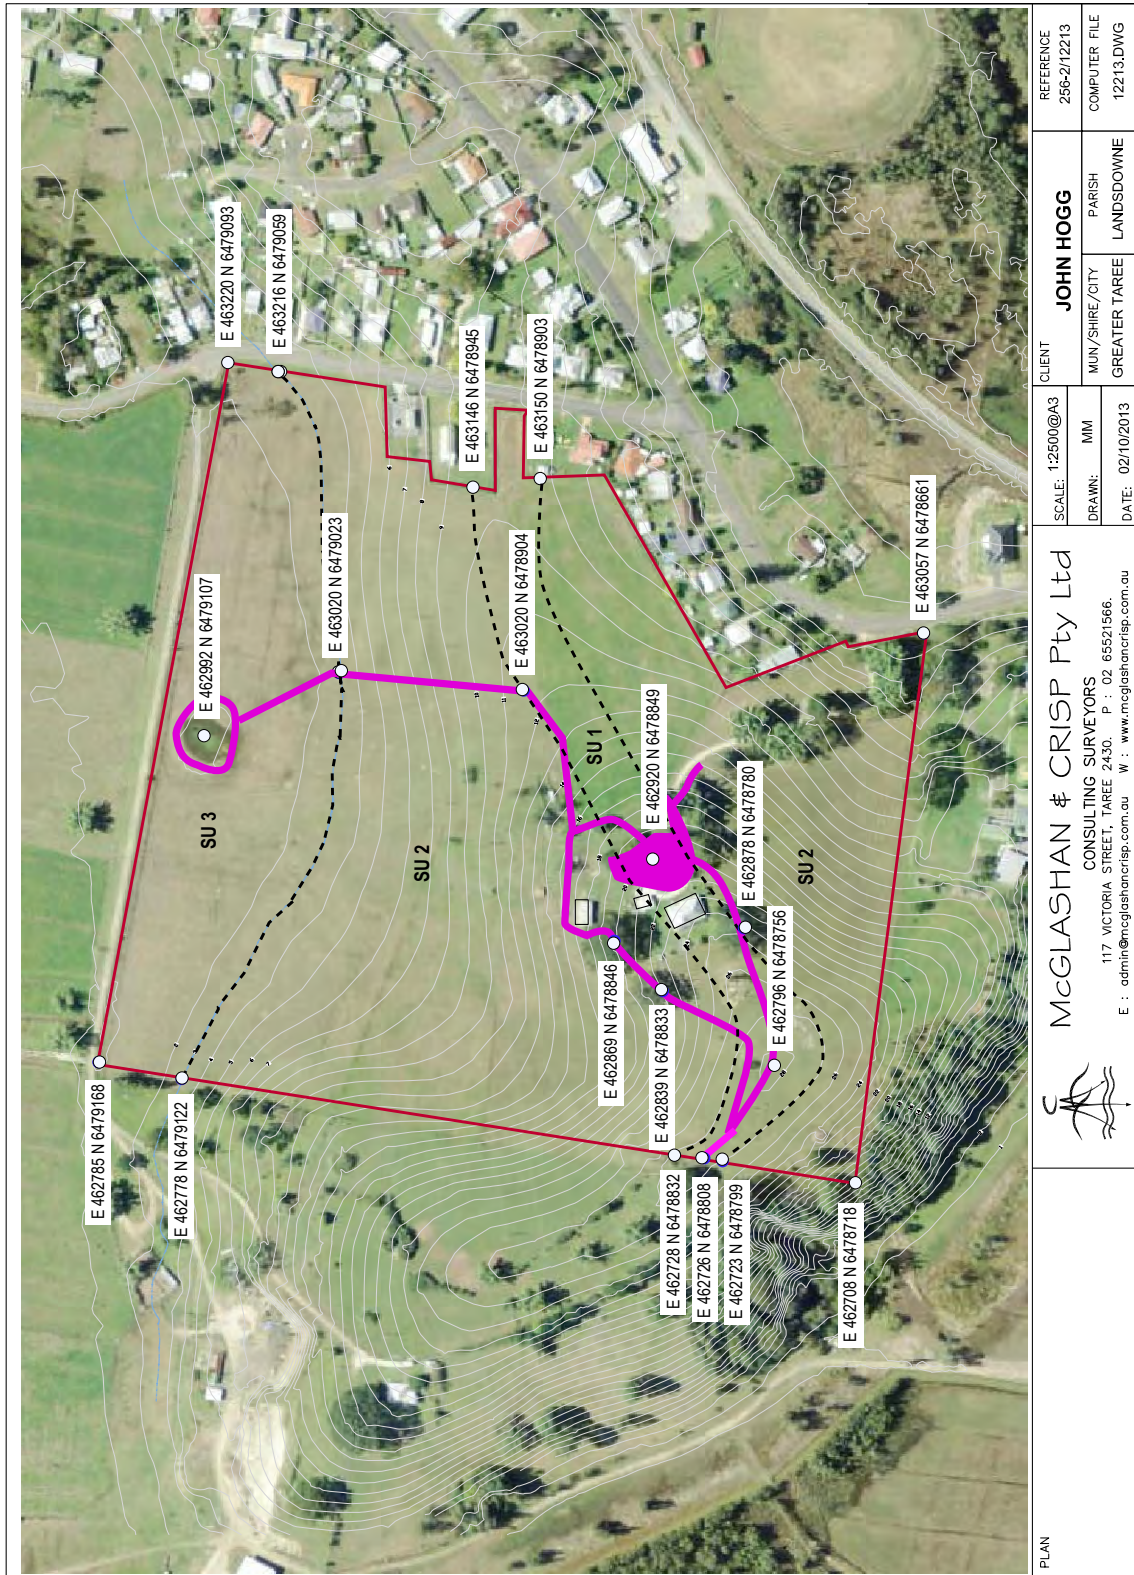 E 463220 N 6479093
E 463216 N 6479059
E 463146 N 6478945
E 463150 N 6478903
E 462992 N 6479107
E 463020 N 6479023
E 463020 N 6478904
E 463057 N 6478661
SU 3
SU 2
SU 1
SU 2
E 462920 N 6478849
E 462878 N 6478780
E 462796 N 6478756
E 462869 N 6478846
E 462839 N 6478833
E 462785 N 6479168
E 462778 N 6479122
E 462728 N 6478832
E 462726 N 6478808
E 462723 N 6478799
E 462708 N 6478718
PLAN
McGLASHAN & CRISP Pty Ltd
CONSULTING SURVEYORS
117 VICTORIA STREET, TAREE 2430. P : 02 65521566.
E : admin@mcglashancrisp.com.au W : www.mcglashancrisp.com.au
SCALE: 1:2500@A3
DRAWN: MM
DATE: 02/10/2013
CLIENT
JOHN HOGG
MUN/SHIRE/CITY
GREATER TAREE
PARISH
LANDSDOWNE
REFERENCE
256-2/12213
COMPUTER FILE
12213.DWG